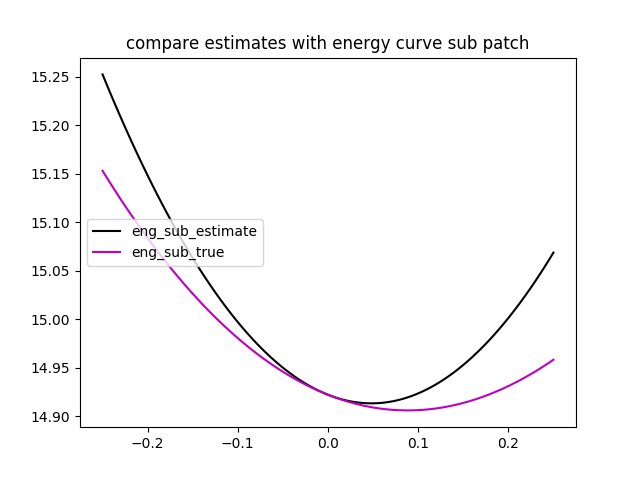 compare estimates with energy curve sub patch
15.25
15.20
15.15
15.10
15.05
15.00
14.95
14.90
eng_sub_estimate
eng_sub_true
−0.2 −0.1 0.0 0.1 0.2